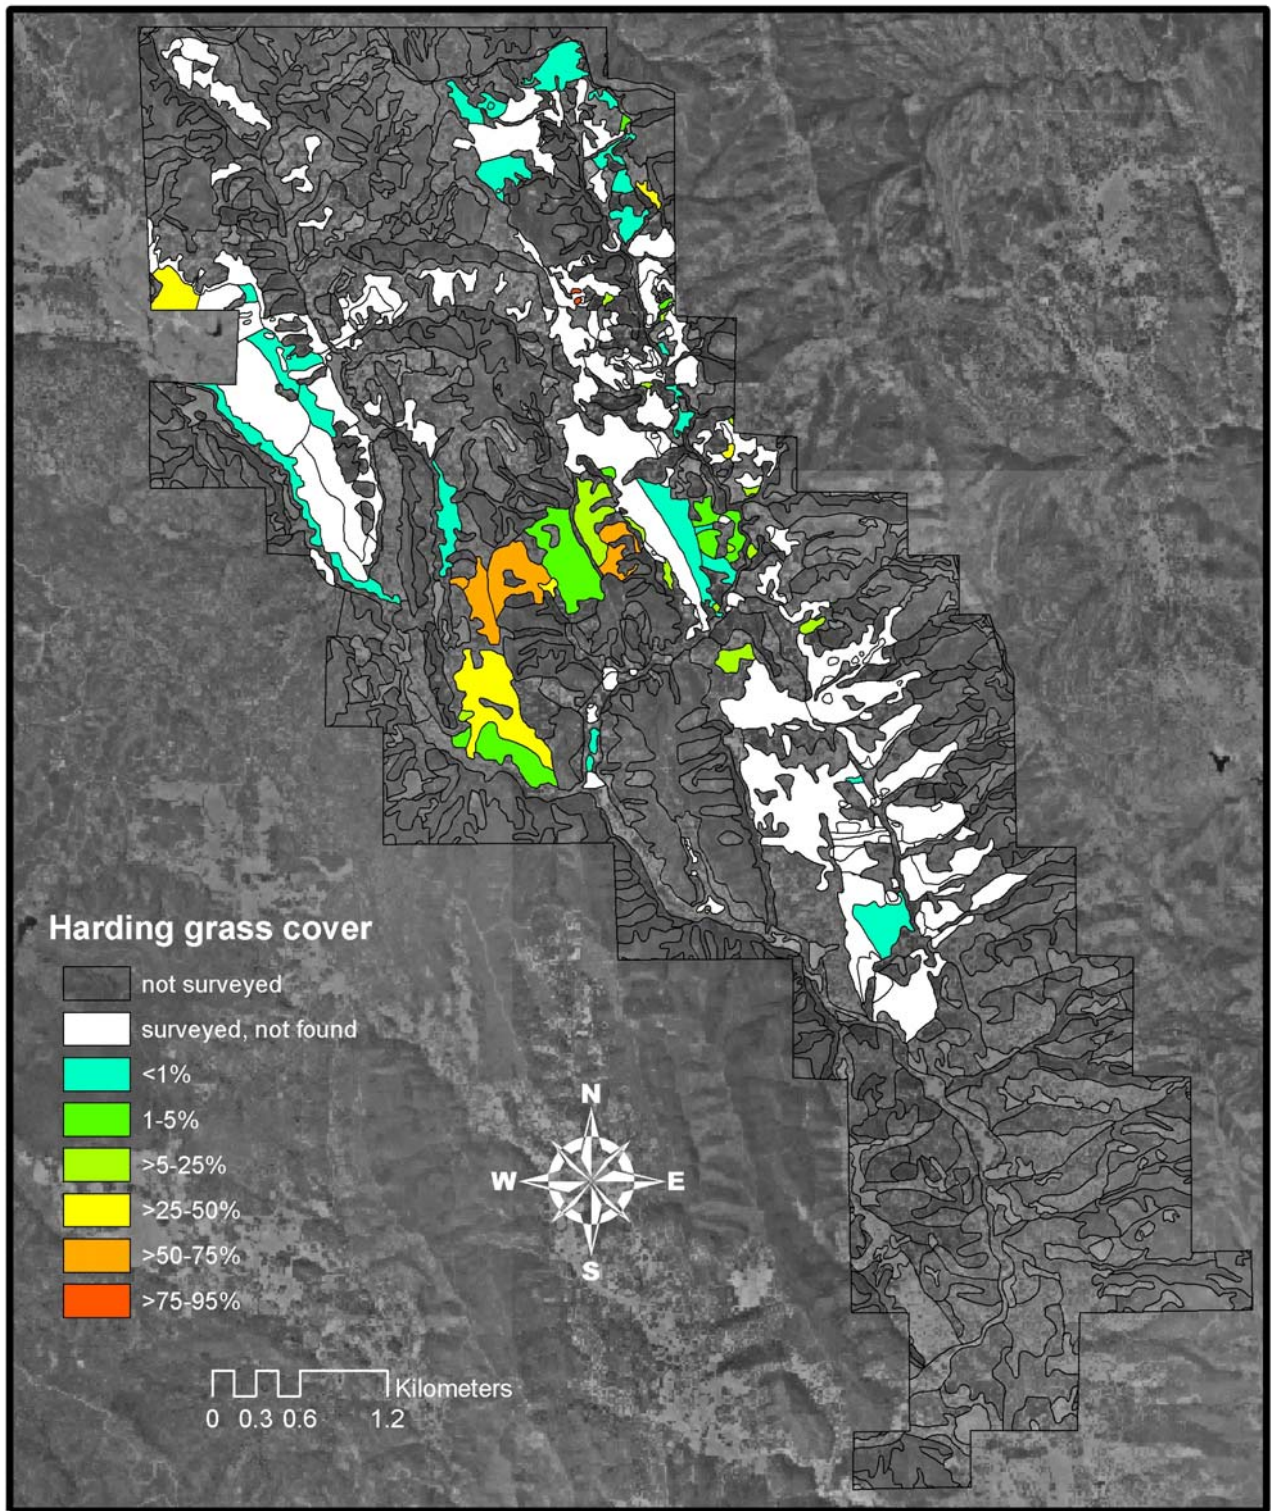 Harding grass cover
not surveyed
surveyed, not found
<1%
1-5%
>5-25%
>25-50%
>50-75%
>75-95%
N
W E
S
Kilometers
0 0.3 0.6 1.2